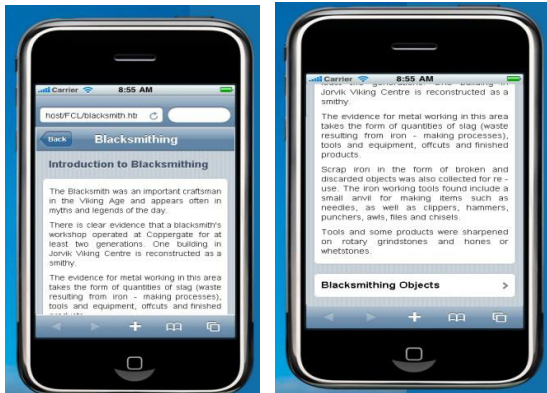 Carrier 8:55 AM
host/FCL/blacksmith.ht
Back Blacksmithing
Introduction to Blacksmithing
The Blacksmith was an important craftsman
in the Viking Age and appears often in
myths and legends of the day.
There is clear evidence that a blacksmith's
workshop operated at Coppergate for at
least two generations. One building in
Jorvik Viking Centre is reconstructed as a
smithy.
The evidence for metal working in this area
takes the form of quantities of slag (waste
resulting from iron - making processes),
tools and equipment, offcuts and finished
Carrier 8:55 AM
Jorvik Viking Centre is reconstructed as a
smithy.
The evidence for metal working in this area
takes the form of quantities of slag (waste
resulting from iron - making processes),
tools and equipment, offcuts and finished
products.
Scrap iron in the form of broken and
discarded objects was also collected for re -
use. The iron working tools found include a
small anvil for making items such as
needles, as well as clippers, hammers,
punchers, awls, files and chisels.
Tools and some products were sharpened
on rotary grindstones and hones or
whetstones.
Blacksmithing Objects